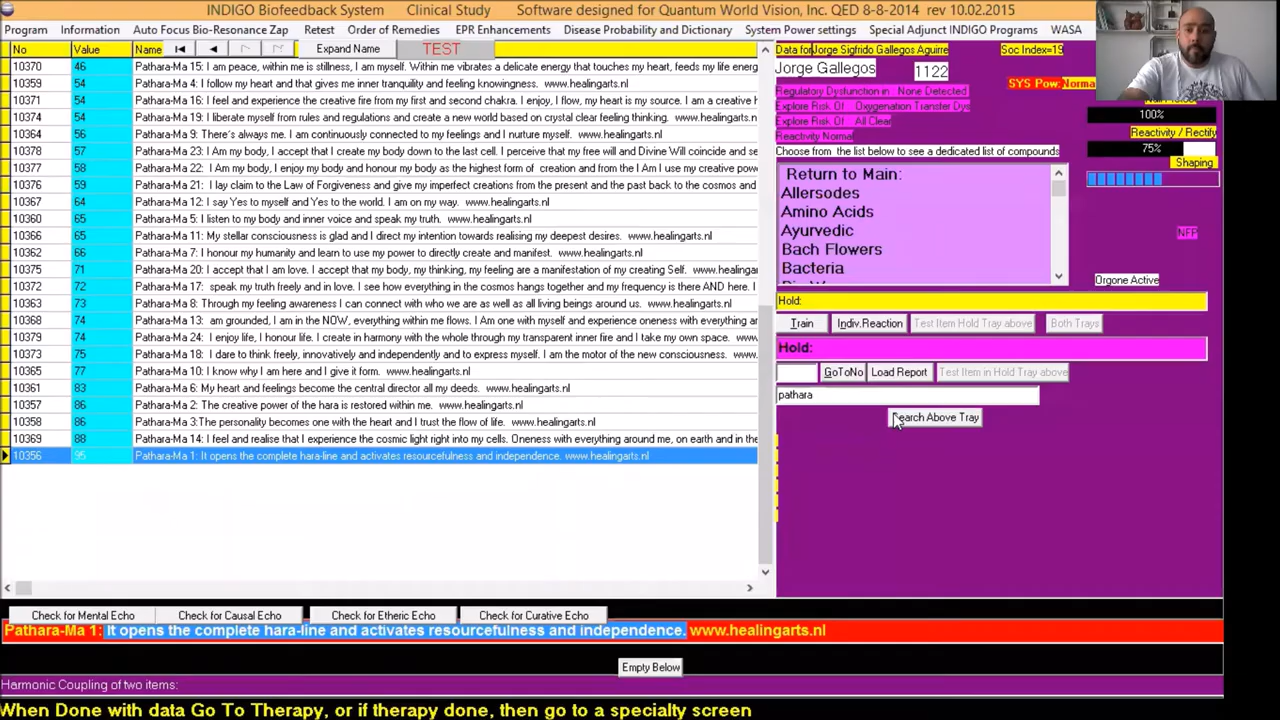 INDIGO Biofeedback System Clinical Study Software designed for Quantum World Vision, Inc. QED 8-8-2014 rev 10.02.2015
Program Information Auto Focus Bio-Resonance Zap Retest Order of Remedies EPR Enhancements Disease Probability and Dictionary System Power settings Special Adjunct INDIGO Programs WASA
No Value Name Expand Name TEST
10370 46 Pathara-Ma 15: I am peace, within me is stillness, I am myself. Within me vibrates a delicate energy that touches my heart, feeds my life energ
10359 54 Pathara-Ma 4: I follow my heart and that gives me inner tranquility and feeling knowingness. www.healingarts.nl
10371 54 Pathara-Ma 16: I feel and experience the creative fire from my first and second chakra. I enjoy, I flow, my heart is my source. I am a creative h
10374 54 Pathara-Ma 19: I liberate myself from rules and regulations and create a new world based on crystal clear feeling thinking. www.healingarts.nl
10364 56 Pathara-Ma 9: There's always me. I am continuously connected to my feelings and I nurture myself. www.healingarts.nl
10378 57 Pathara-Ma 23: I Am my body, I accept that I create my body down to the last cell. I perceive that my free will and Divine Will coincide and se
10377 58 Pathara-Ma 22: I Am my body, I enjoy my body and honour my body as the highest form of creation and from the I Am I use my creative pow
10376 59 Pathara-Ma 21: I lay claim to the Law of Forgiveness and give my imperfect creations from the present and the past back to the cosmos and
10367 64 Pathara-Ma 12: I say Yes to myself and Yes to the world. I am on my way. www.healingarts.nl
10360 65 Pathara-Ma 5: I listen to my body and inner voice and speak my truth. www.healingarts.nl
10366 65 Pathara-Ma 11: My stellar consciousness is glad and I direct my intention towards realising my deepest desires. www.healingarts.nl
10362 66 Pathara-Ma 7: I honour my humanity and learn to use my power to directly create and manifest. www.healingarts.nl
10375 71 Pathara-Ma 20: I accept that I am love. I accept that my body, my thinking, my feeling are a manifestation of my creating Self. www.healingar
10372 72 Pathara-Ma 17: speak my truth freely and in love. I see how everything in the cosmos hangs together and my frequency is there AND here. I
10363 73 Pathara-Ma 8: Through my feeling awareness I can connect with who we are as well as all living beings around us. www.healingarts.nl
10368 74 Pathara-Ma 13: am grounded, I am in the NOW, everything within me flows. I Am one with myself and experience oneness with everything ar
10379 74 Pathara-Ma 24: I enjoy life, I honour life. I create in harmony with the whole through my transparent inner fire and I take my own space. www
10373 75 Pathara-Ma 18: I dare to think freely, innovatively and independently and to express myself. I am the motor of the new consciousness. www
10365 77 Pathara-Ma 10: I know why I am here and I give it form. www.healingarts.nl
10361 83 Pathara-Ma 6: My heart and feelings become the central director all my deeds. www.healingarts.nl
10357 86 Pathara-Ma 2: The creative power of the hara is restored within me. www.healingarts.nl
10358 86 Pathara-Ma 3:The personality becomes one with the heart and I trust the flow of life. www.healingarts.nl
10369 88 Pathara-Ma 14: I feel and realise that I experience the cosmic light right into my cells. Oneness with everything around me, on earth and in the
10356 95 Pathara-Ma 1: It opens the complete hara-line and activates resourcefulness and independence. www.healingarts.nl
Data for Jorge Sigfrido Gallegos Aguirre Soc Index=19
Jorge Gallegos 1122 SYS Pow: Norma
Regulatory Dysfunction in : None Detected
Explore Risk Of : Oxygenation Transfer Dys
Explore Risk Of : All Clear
Reactivity Normal
100%
Reactivity / Rectify
75%
Shaping
Choose from the list below to see a dedicated list of compounds
Return to Main:
Allersodes
Amino Acids
Ayurvedic
Bach Flowers
Bacteria
NFP
Orgone Active
Hold:
Train Indiv.Reaction Test Item Hold Tray above Both Trays
Hold:
GoToNo Load Report Test Item in Hold Tray above
pathara
Search Above Tray
Check for Mental Echo Check for Causal Echo Check for Etheric Echo Check for Curative Echo
Pathara-Ma 1: It opens the complete hara-line and activates resourcefulness and independence. www.healingarts.nl
Empty Below
Harmonic Coupling of two items:
When Done with data Go To Therapy, or if therapy done, then go to a specialty screen